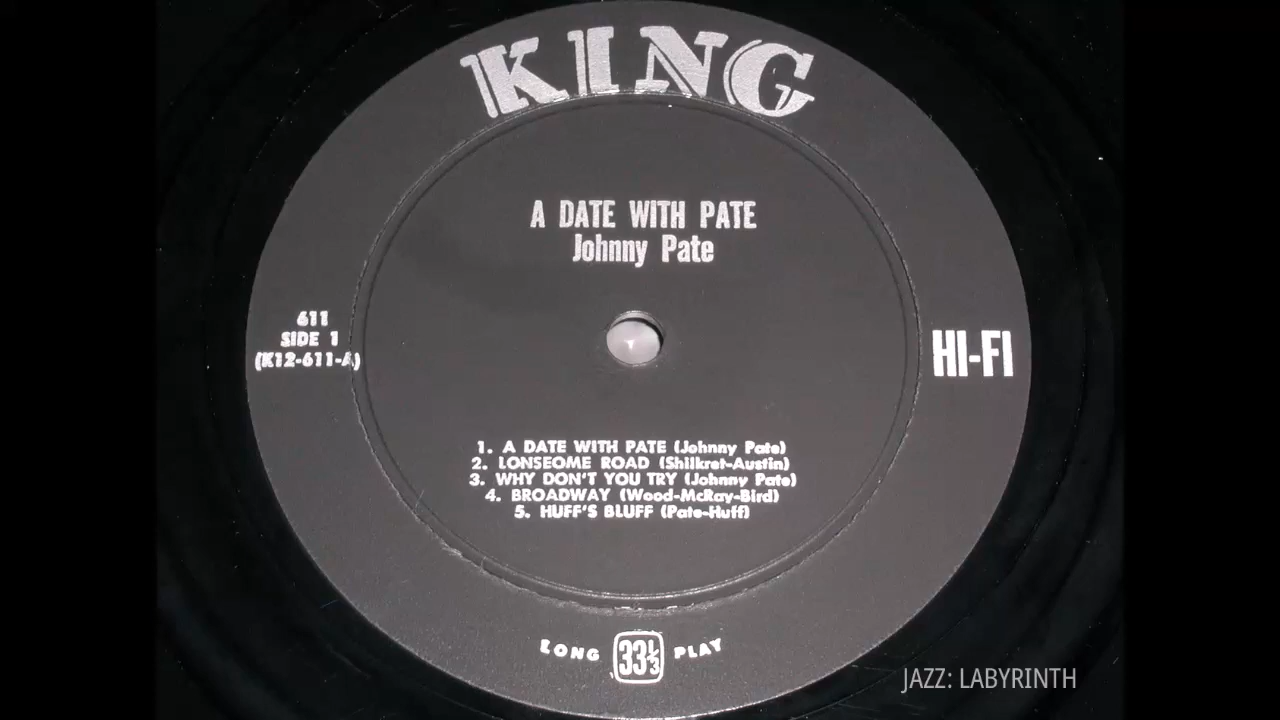 KING
A DATE WITH PATE
Johnny Pate
611
SIDE 1
(K12-611-A)
HI-FI
1. A DATE WITH PATE (Johnny Pate)
2. LONSEOME ROAD (Shilkret-Austin)
3. WHY DON'T YOU TRY (Johnny Pate)
4. BROADWAY (Wood-McRay-Bird)
5. HUFF'S BLUFF (Pate-Huff)
LONG 33⅓ PLAY
JAZZ: LABYRINTH